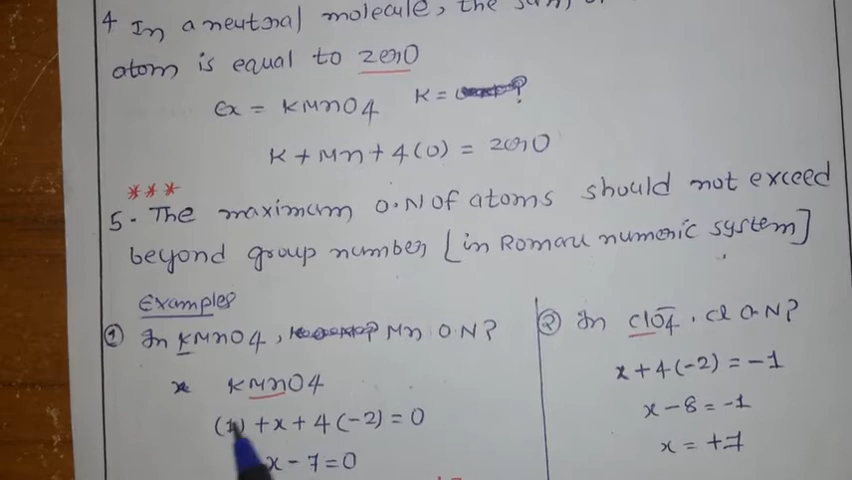 4 In a neutral molecule, the sum of
atom is equal to zero
Ex = KMnO4 K = ?
K + Mn + 4(O) = zero
***
5. The maximum O.N of atoms should not exceed
beyond group number [in Roman numeric system]
Examples
① In KMnO4, Mn O.N?
x KMnO4
(1) + x + 4(-2) = 0
x - 7 = 0
② In ClO4⁻, Cl O.N?
x + 4(-2) = -1
x - 8 = -1
x = +7